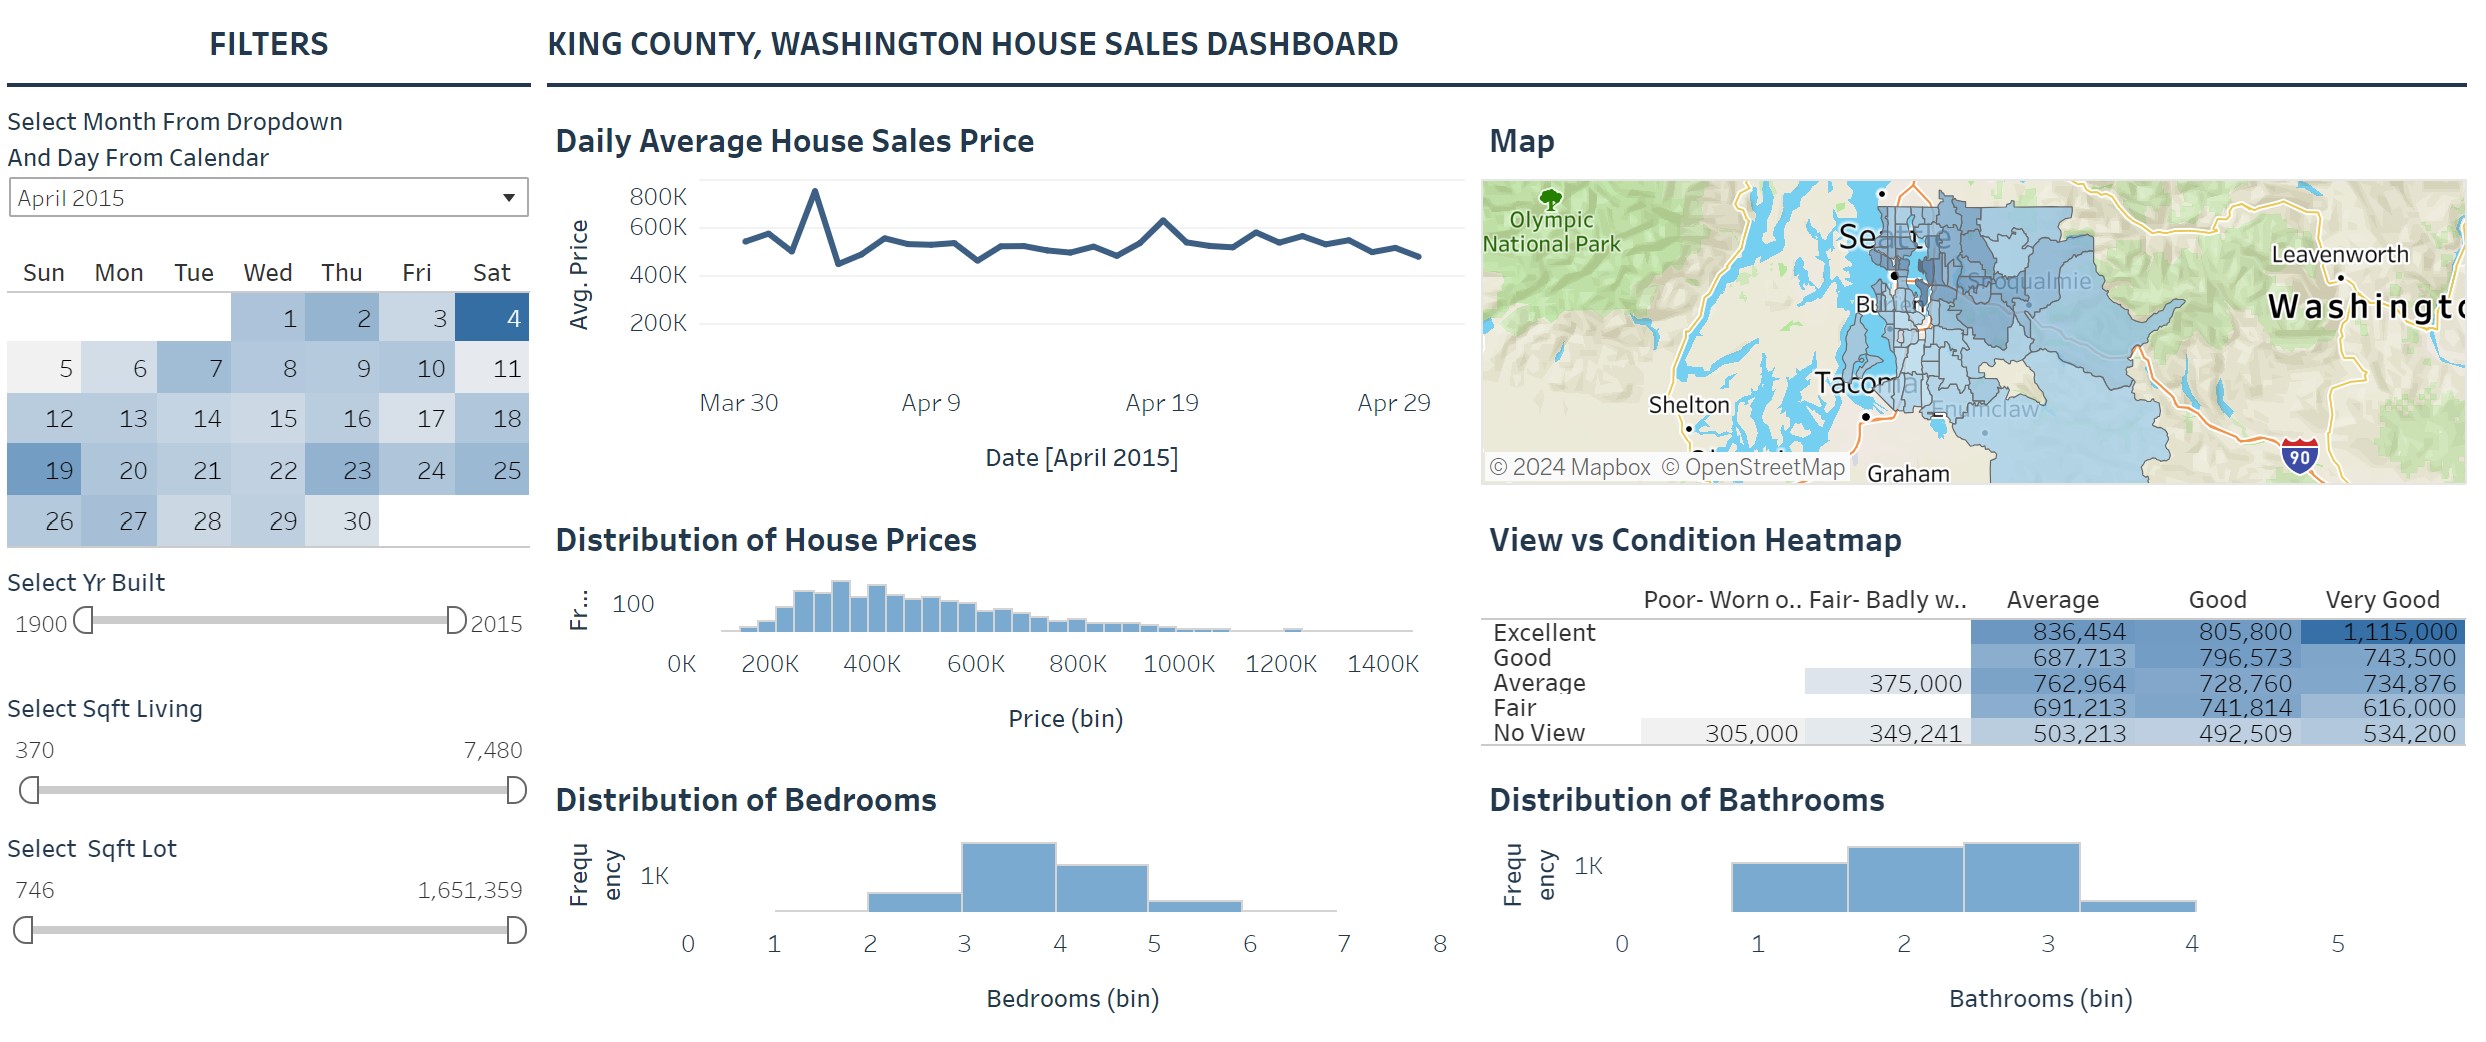 FILTERS
KING COUNTY, WASHINGTON HOUSE SALES DASHBOARD
Select Month From Dropdown
And Day From Calendar
April 2015
Sun Mon Tue Wed Thu Fri Sat
1 2 3 4
5 6 7 8 9 10 11
12 13 14 15 16 17 18
19 20 21 22 23 24 25
26 27 28 29 30
Select Yr Built
1900 2015
Select Sqft Living
370 7,480
Select Sqft Lot
746 1,651,359
Daily Average House Sales Price
Avg. Price
800K
600K
400K
200K
Mar 30 Apr 9 Apr 19 Apr 29
Date [April 2015]
Map
Olympic
National Park
Seattle
Snoqualmie
Burien
Tacoma
Enumclaw
Shelton
Graham
Leavenworth
Washingto
90
© 2024 Mapbox © OpenStreetMap
Distribution of House Prices
Fr...
100
0K 200K 400K 600K 800K 1000K 1200K 1400K
Price (bin)
View vs Condition Heatmap
Poor- Worn o.. Fair- Badly w.. Average Good Very Good
Excellent 836,454 805,800 1,115,000
Good 687,713 796,573 743,500
Average 375,000 762,964 728,760 734,876
Fair 691,213 741,814 616,000
No View 305,000 349,241 503,213 492,509 534,200
Distribution of Bedrooms
Frequ
ency
1K
0 1 2 3 4 5 6 7 8
Bedrooms (bin)
Distribution of Bathrooms
Frequ
ency
1K
0 1 2 3 4 5
Bathrooms (bin)